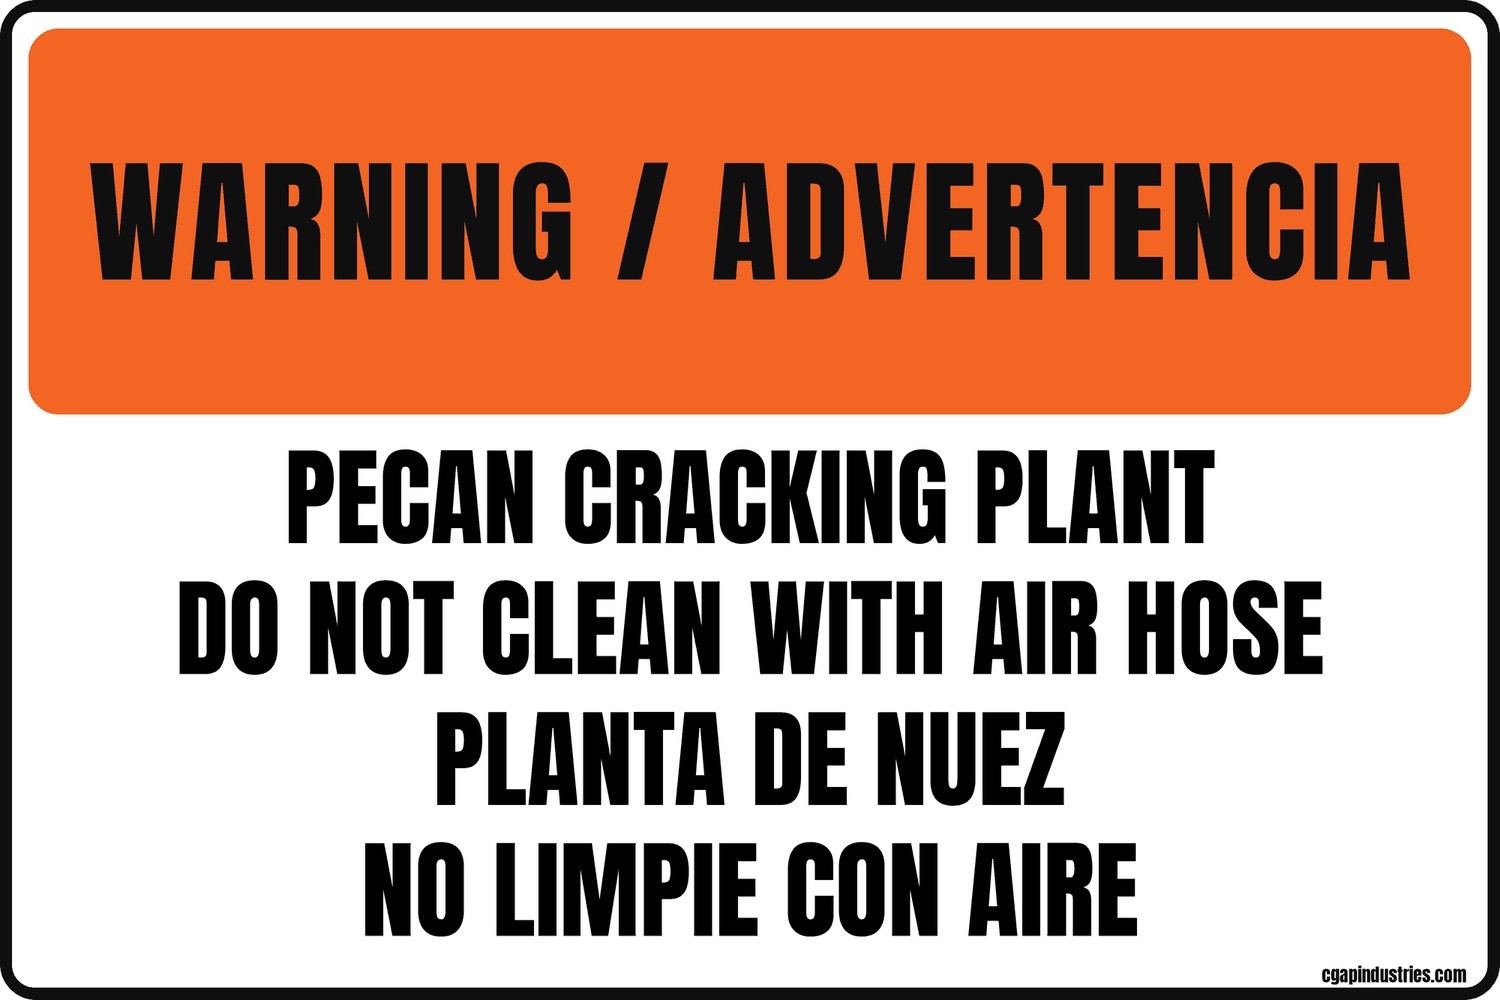 WARNING / ADVERTENCIA
PECAN CRACKING PLANT
DO NOT CLEAN WITH AIR HOSE
PLANTA DE NUEZ
NO LIMPIE CON AIRE
cgapindustries.com